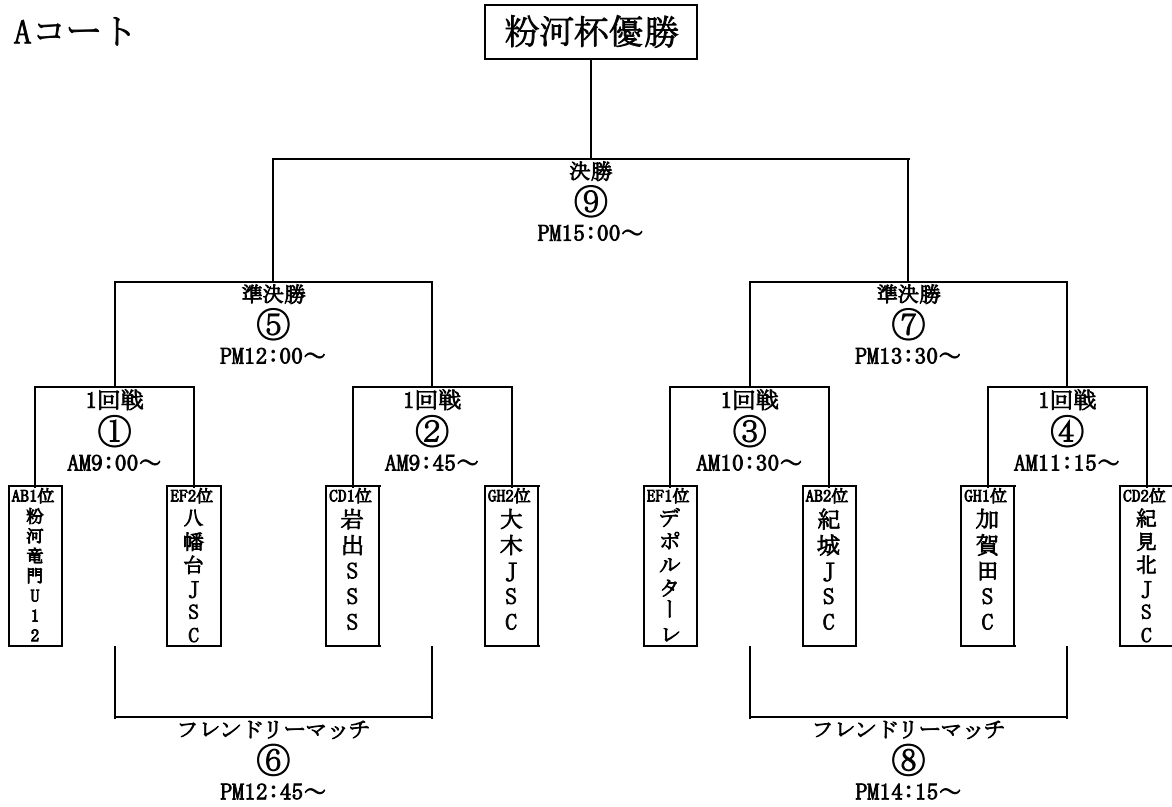 Aコート
粉河杯優勝
決勝
⑨
PM15:00～
準決勝
⑤
PM12:00～
準決勝
⑦
PM13:30～
1回戦
①
AM9:00～
1回戦
②
AM9:45～
1回戦
③
AM10:30～
1回戦
④
AM11:15～
AB1位
粉河竜門U12
EF2位
八幡台JSC
CD1位
岩出SSS
GH2位
大木JSC
EF1位
デポルターレ
AB2位
紀城JSC
GH1位
加賀田SC
CD2位
紀見北JSC
フレンドリーマッチ
⑥
PM12:45～
フレンドリーマッチ
⑧
PM14:15～